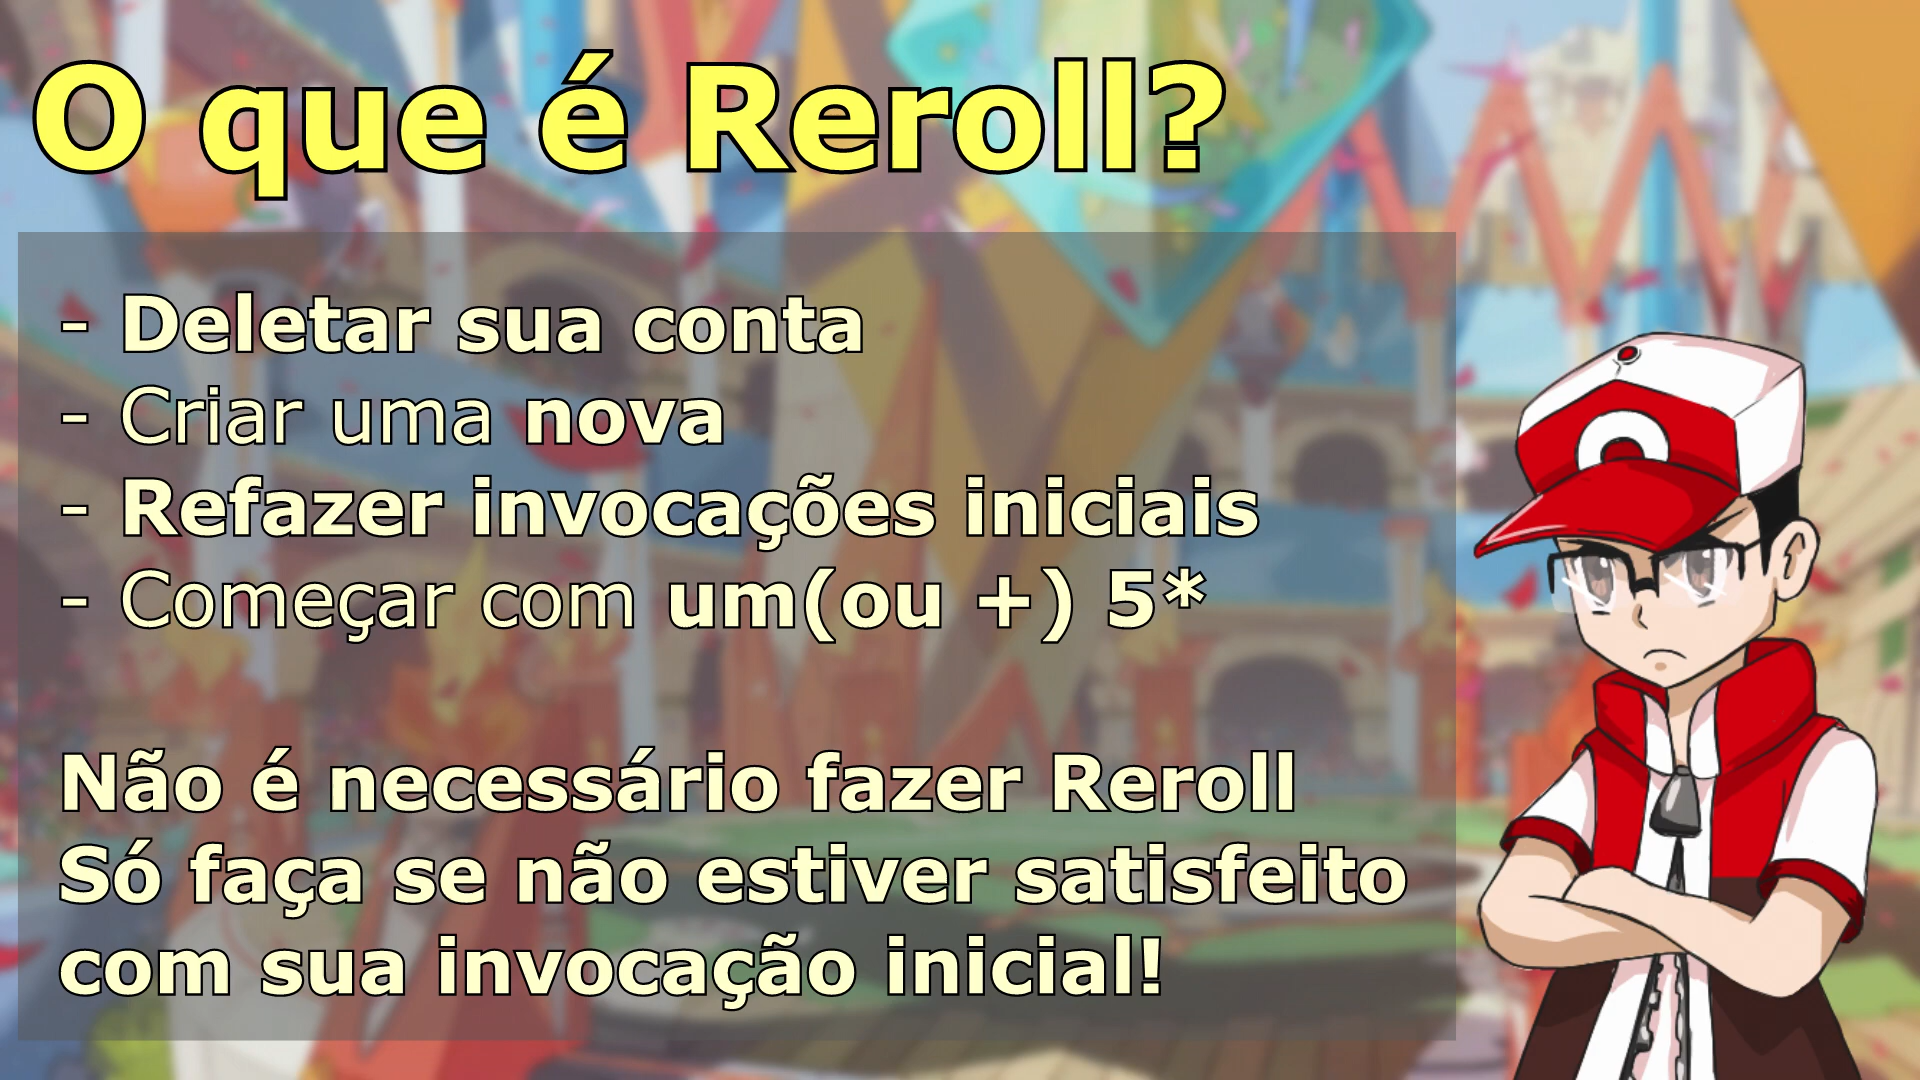 O que é Reroll?
- Deletar sua conta
- Criar uma nova
- Refazer invocações iniciais
- Começar com um(ou +) 5*
Não é necessário fazer Reroll
Só faça se não estiver satisfeito
com sua invocação inicial!